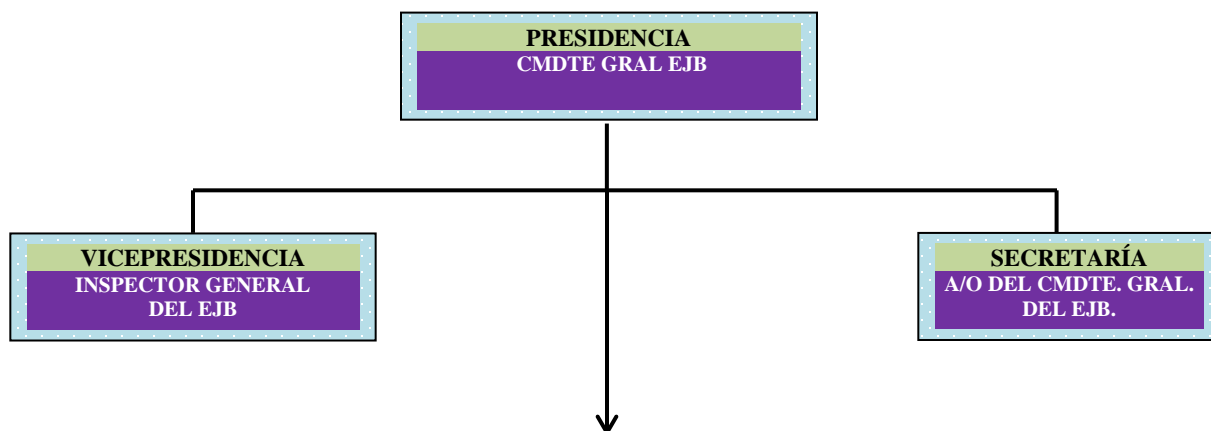 PRESIDENCIA
CMDTE GRAL EJB
VICEPRESIDENCIA
INSPECTOR GENERAL
DEL EJB
SECRETARÍA
A/O DEL CMDTE. GRAL.
DEL EJB.